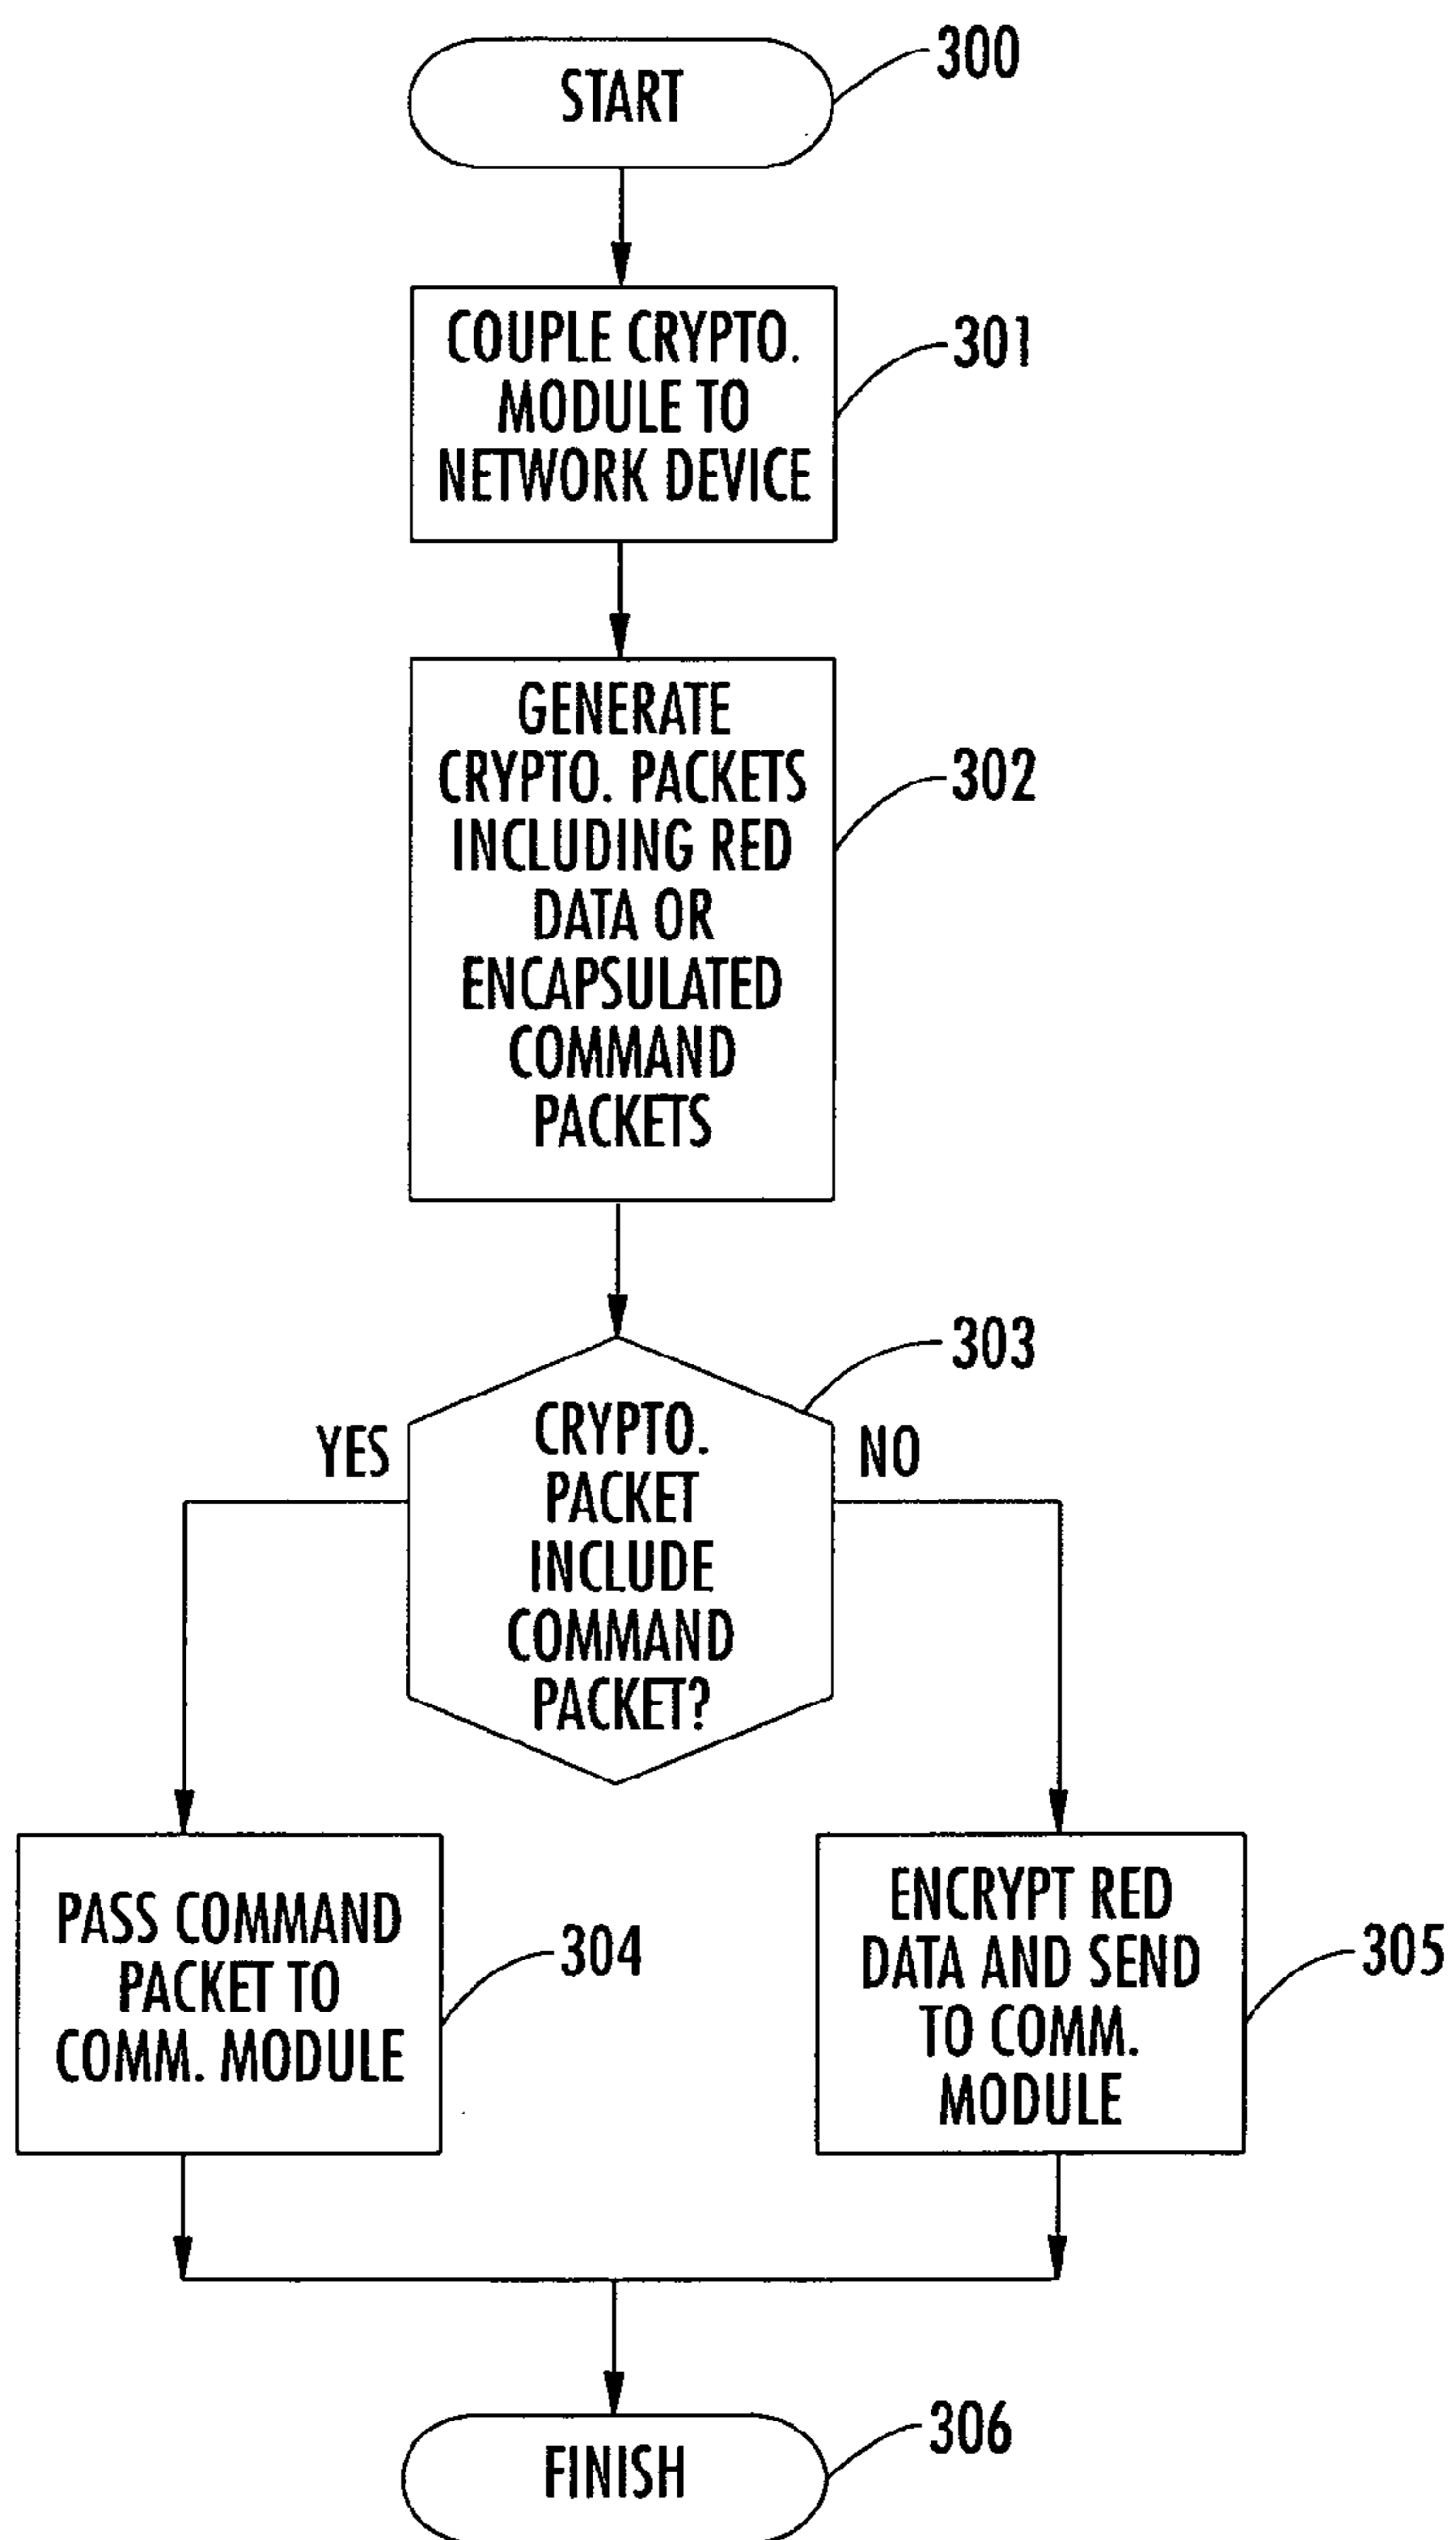 START
300
COUPLE CRYPTO.
MODULE TO
NETWORK DEVICE
301
GENERATE
CRYPTO. PACKETS
INCLUDING RED
DATA OR
ENCAPSULATED
COMMAND
PACKETS
302
CRYPTO.
PACKET
INCLUDE
COMMAND
PACKET?
303
YES
NO
PASS COMMAND
PACKET TO
COMM. MODULE
304
ENCRYPT RED
DATA AND SEND
TO COMM.
MODULE
305
FINISH
306